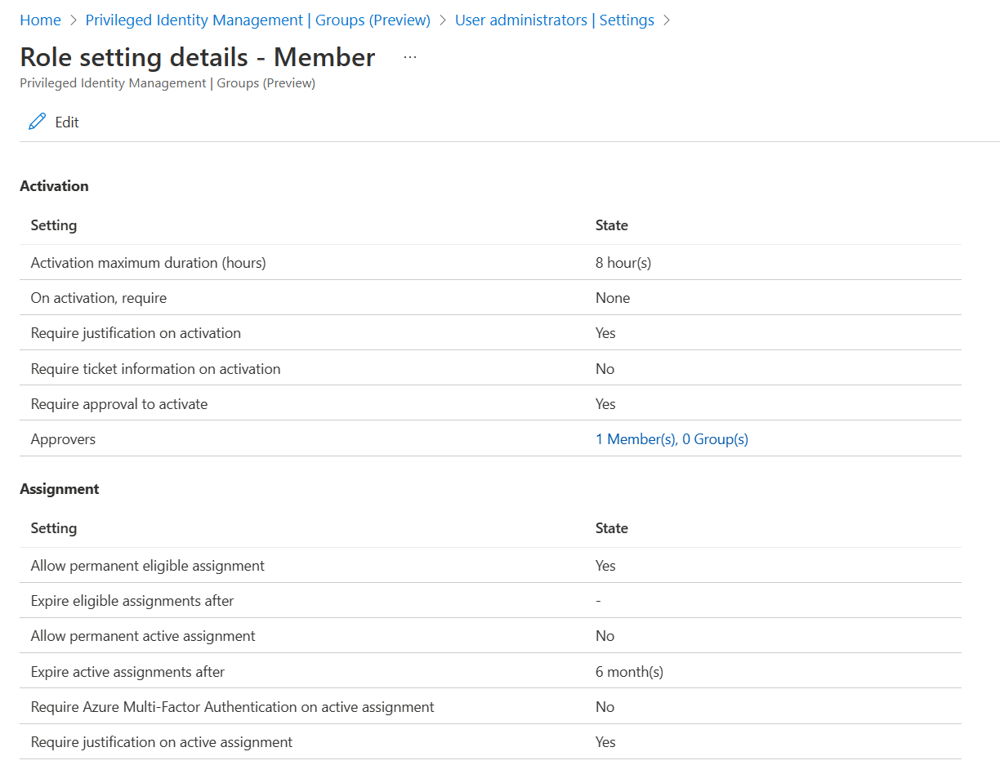 Home > Privileged Identity Management | Groups (Preview) > User administrators | Settings >
Role setting details - Member ...
Privileged Identity Management | Groups (Preview)
Edit
Activation
Setting State
Activation maximum duration (hours) 8 hour(s)
On activation, require None
Require justification on activation Yes
Require ticket information on activation No
Require approval to activate Yes
Approvers 1 Member(s), 0 Group(s)
Assignment
Setting State
Allow permanent eligible assignment Yes
Expire eligible assignments after -
Allow permanent active assignment No
Expire active assignments after 6 month(s)
Require Azure Multi-Factor Authentication on active assignment No
Require justification on active assignment Yes